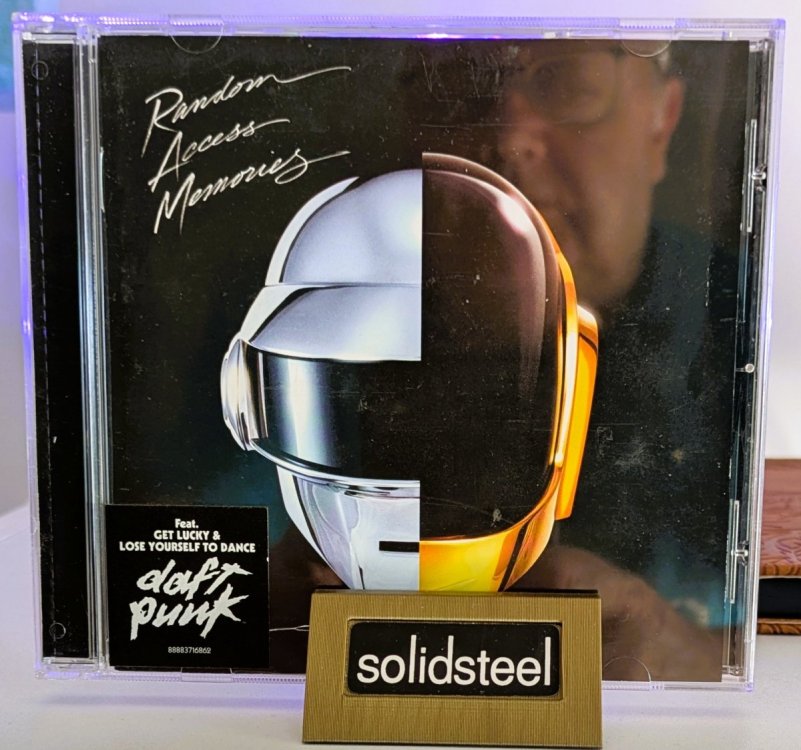 Random
Access
Memories
Feat.
GET LUCKY &
LOSE YOURSELF TO DANCE
daft
punk
88883716862
solidsteel